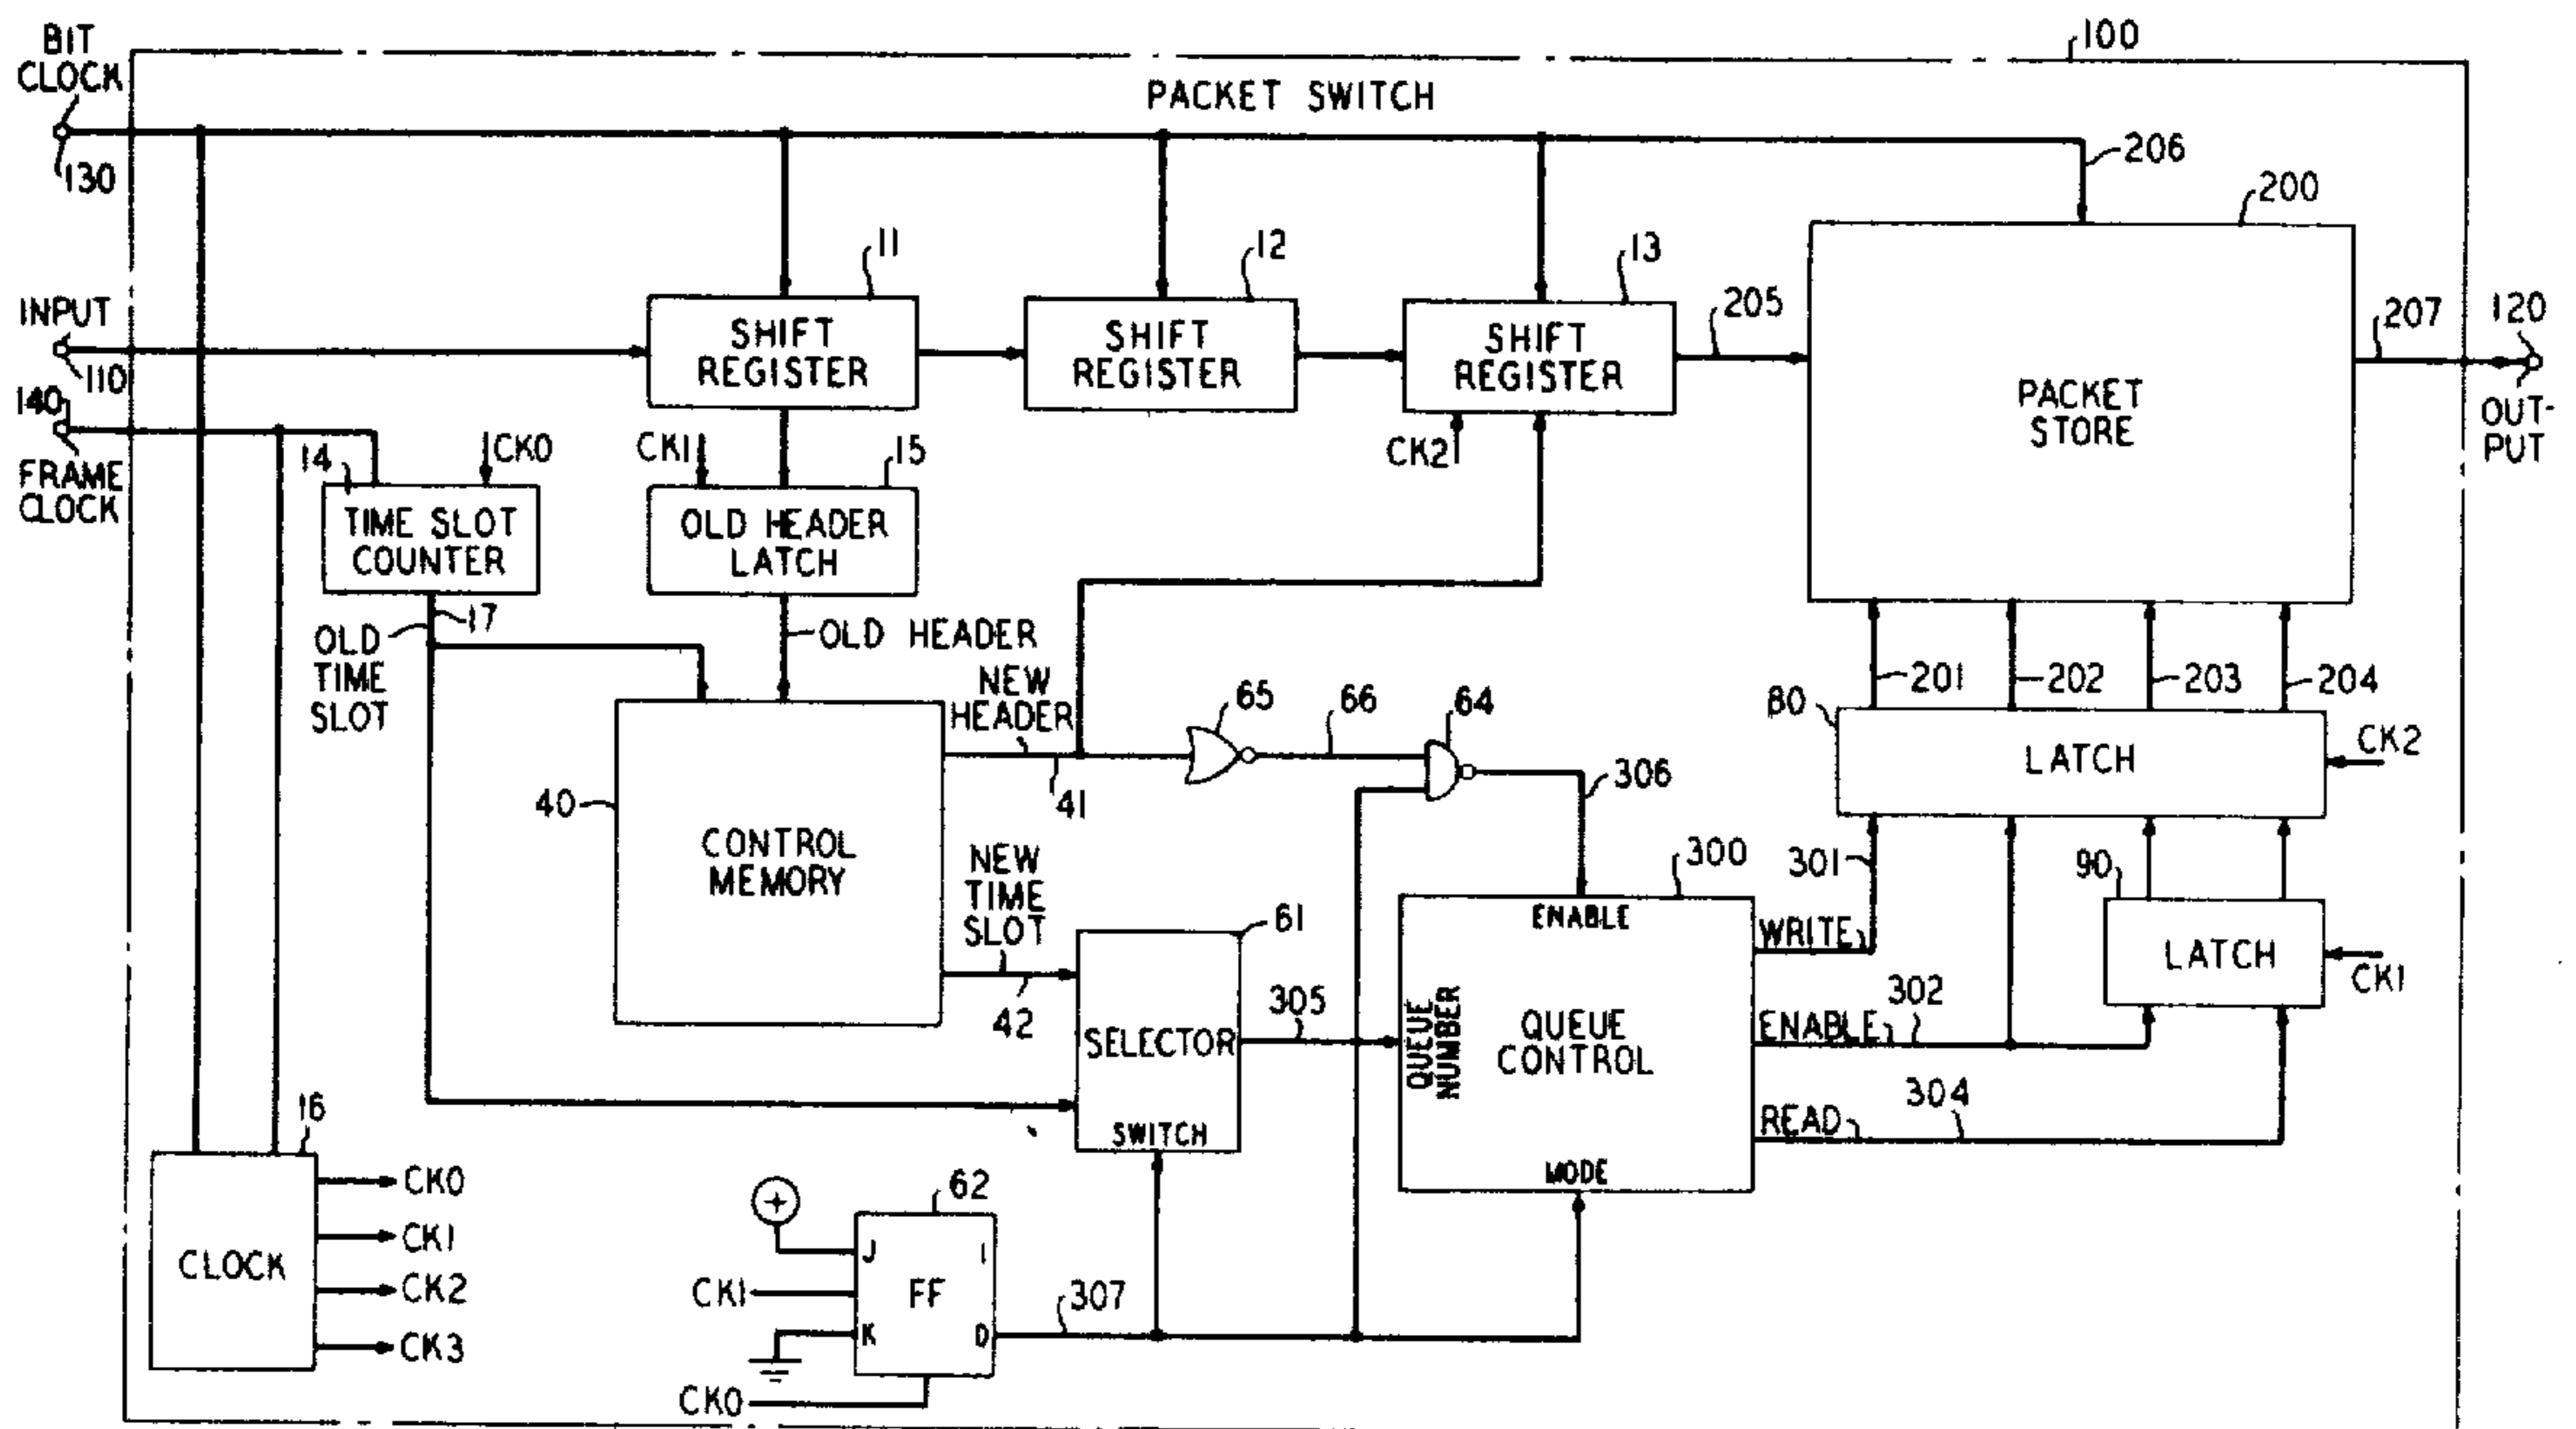 100
BIT
CLOCK
PACKET SWITCH
130
206
200
11
12
13
INPUT
110
SHIFT
REGISTER
SHIFT
REGISTER
SHIFT
REGISTER
205
PACKET
STORE
207
120
OUT-
PUT
140
FRAME
CLOCK
14
CK0
CK1
15
CK2
TIME SLOT
COUNTER
OLD HEADER
LATCH
17
OLD
TIME
SLOT
OLD HEADER
NEW
HEADER
41
65
66
64
306
201
202
203
204
80
LATCH
CK2
40
CONTROL
MEMORY
NEW
TIME
SLOT
42
61
SELECTOR
SWITCH
305
300
ENABLE
QUEUE
NUMBER
QUEUE
CONTROL
MODE
WRITE
301
ENABLE
302
READ
304
90
LATCH
CK1
16
CLOCK
CK0
CK1
CK2
CK3
62
J
1
CK1
FF
K
D
CK0
307